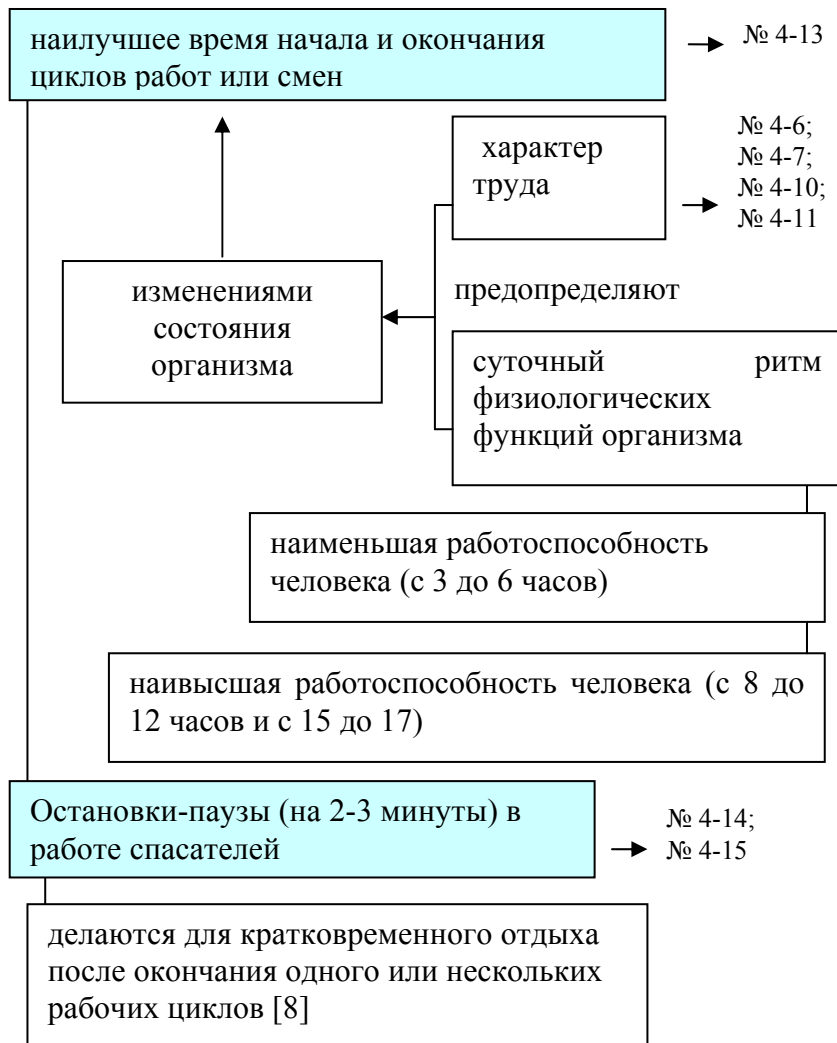 наилучшее время начала и окончания
циклов работ или смен
№ 4-13
характер
труда
№ 4-6;
№ 4-7;
№ 4-10;
№ 4-11
изменениями
состояния
организма
предопределяют
суточный ритм
физиологических
функций организма
наименьшая работоспособность
человека (с 3 до 6 часов)
наивысшая работоспособность человека (с 8 до
12 часов и с 15 до 17)
Остановки-паузы (на 2-3 минуты) в
работе спасателей
№ 4-14;
№ 4-15
делаются для кратковременного отдыха
после окончания одного или нескольких
рабочих циклов [8]